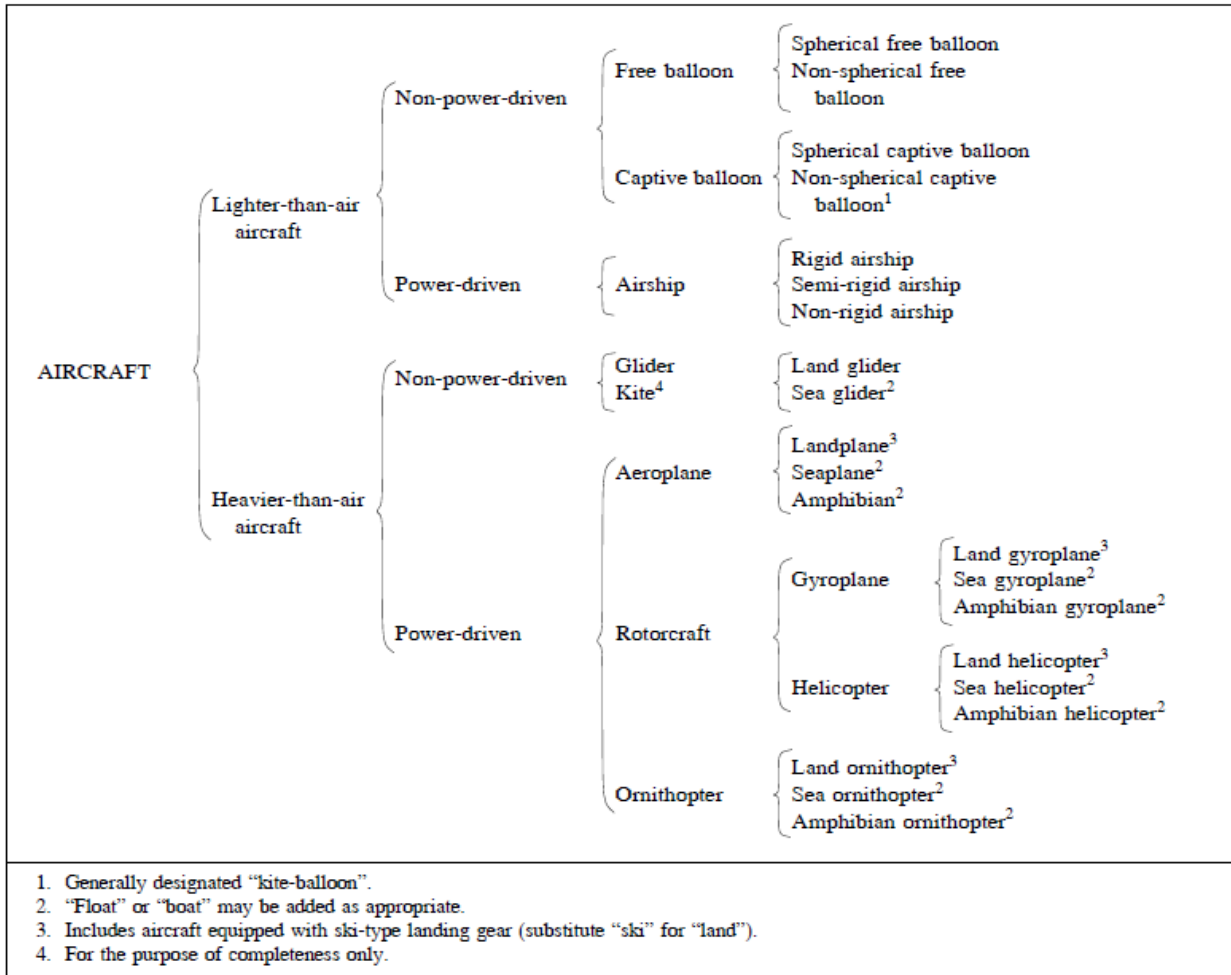 Spherical free balloon
Free balloon
Non-spherical free
balloon
Non-power-driven
Spherical captive balloon
Captive balloon
Non-spherical captive
balloon¹
Lighter-than-air
aircraft
Rigid airship
Power-driven
Airship
Semi-rigid airship
Non-rigid airship
AIRCRAFT
Non-power-driven
Glider
Kite⁴
Land glider
Sea glider²
Landplane³
Aeroplane
Seaplane²
Amphibian²
Heavier-than-air
aircraft
Land gyroplane³
Gyroplane
Sea gyroplane²
Amphibian gyroplane²
Power-driven
Rotorcraft
Land helicopter³
Helicopter
Sea helicopter²
Amphibian helicopter²
Land ornithopter³
Ornithopter
Sea ornithopter²
Amphibian ornithopter²
1. Generally designated “kite-balloon”.
2. “Float” or “boat” may be added as appropriate.
3. Includes aircraft equipped with ski-type landing gear (substitute “ski” for “land”).
4. For the purpose of completeness only.